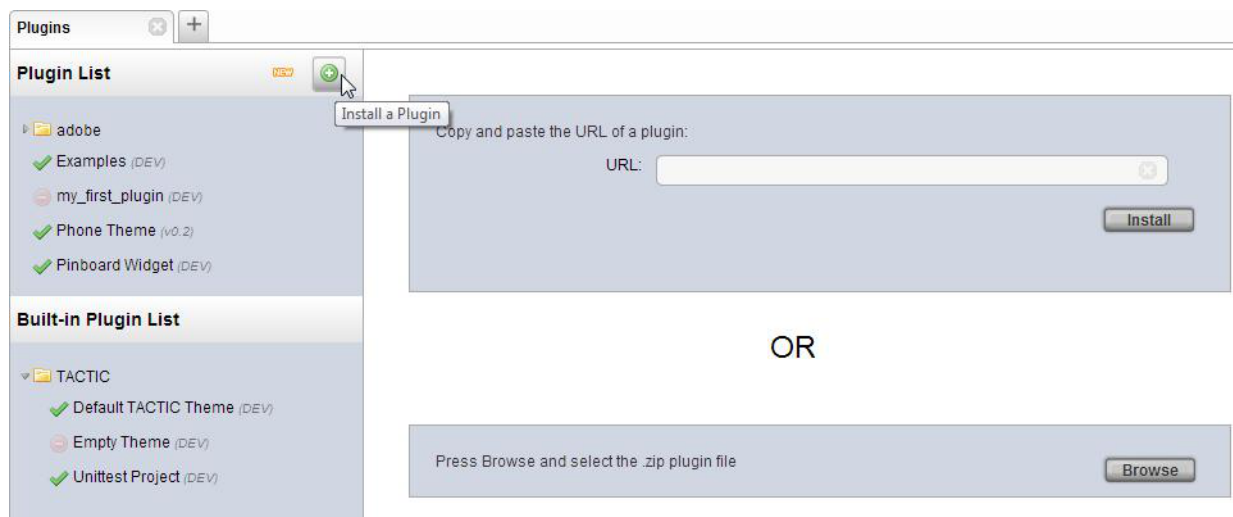 Plugins
Plugin List NEW
Install a Plugin
adobe
Examples (DEV)
my_first_plugin (DEV)
Phone Theme (v0.2)
Pinboard Widget (DEV)
Built-in Plugin List
TACTIC
Default TACTIC Theme (DEV)
Empty Theme (DEV)
Unittest Project (DEV)
Copy and paste the URL of a plugin:
URL:
Install
OR
Press Browse and select the .zip plugin file
Browse